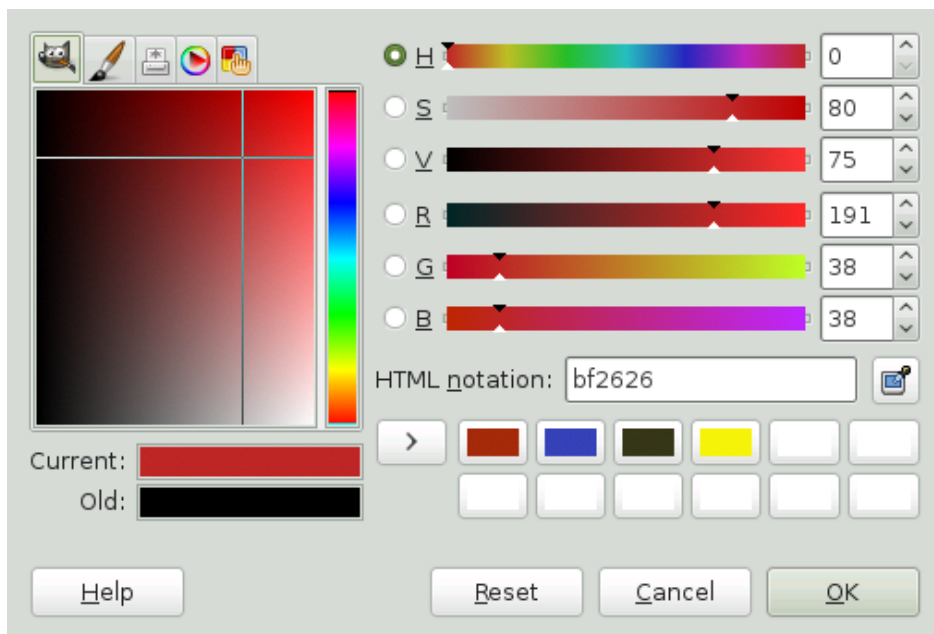 H 0
S 80
V 75
R 191
G 38
B 38
HTML notation: bf2626
>
Current:
Old:
Help Reset Cancel OK